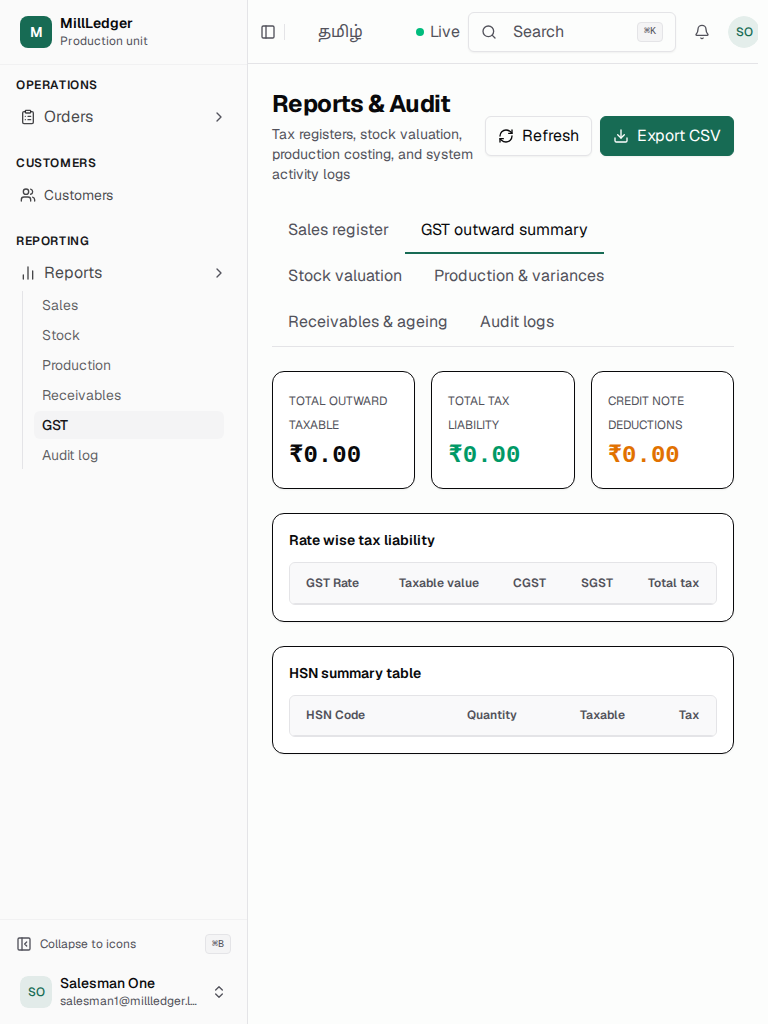 M
MillLedger
Production unit
OPERATIONS
Orders
CUSTOMERS
Customers
REPORTING
Reports
Sales
Stock
Production
Receivables
GST
Audit log
Collapse to icons
⌘B
SO
Salesman One
salesman1@millledger.l...
தமிழ்
Live
Search
⌘K
SO
Reports & Audit
Tax registers, stock valuation,
production costing, and system
activity logs
Refresh
Export CSV
Sales register
GST outward summary
Stock valuation
Production & variances
Receivables & ageing
Audit logs
TOTAL OUTWARD
TAXABLE
₹0.00
TOTAL TAX
LIABILITY
₹0.00
CREDIT NOTE
DEDUCTIONS
₹0.00
Rate wise tax liability
GST Rate Taxable value CGST SGST Total tax
HSN summary table
HSN Code Quantity Taxable Tax